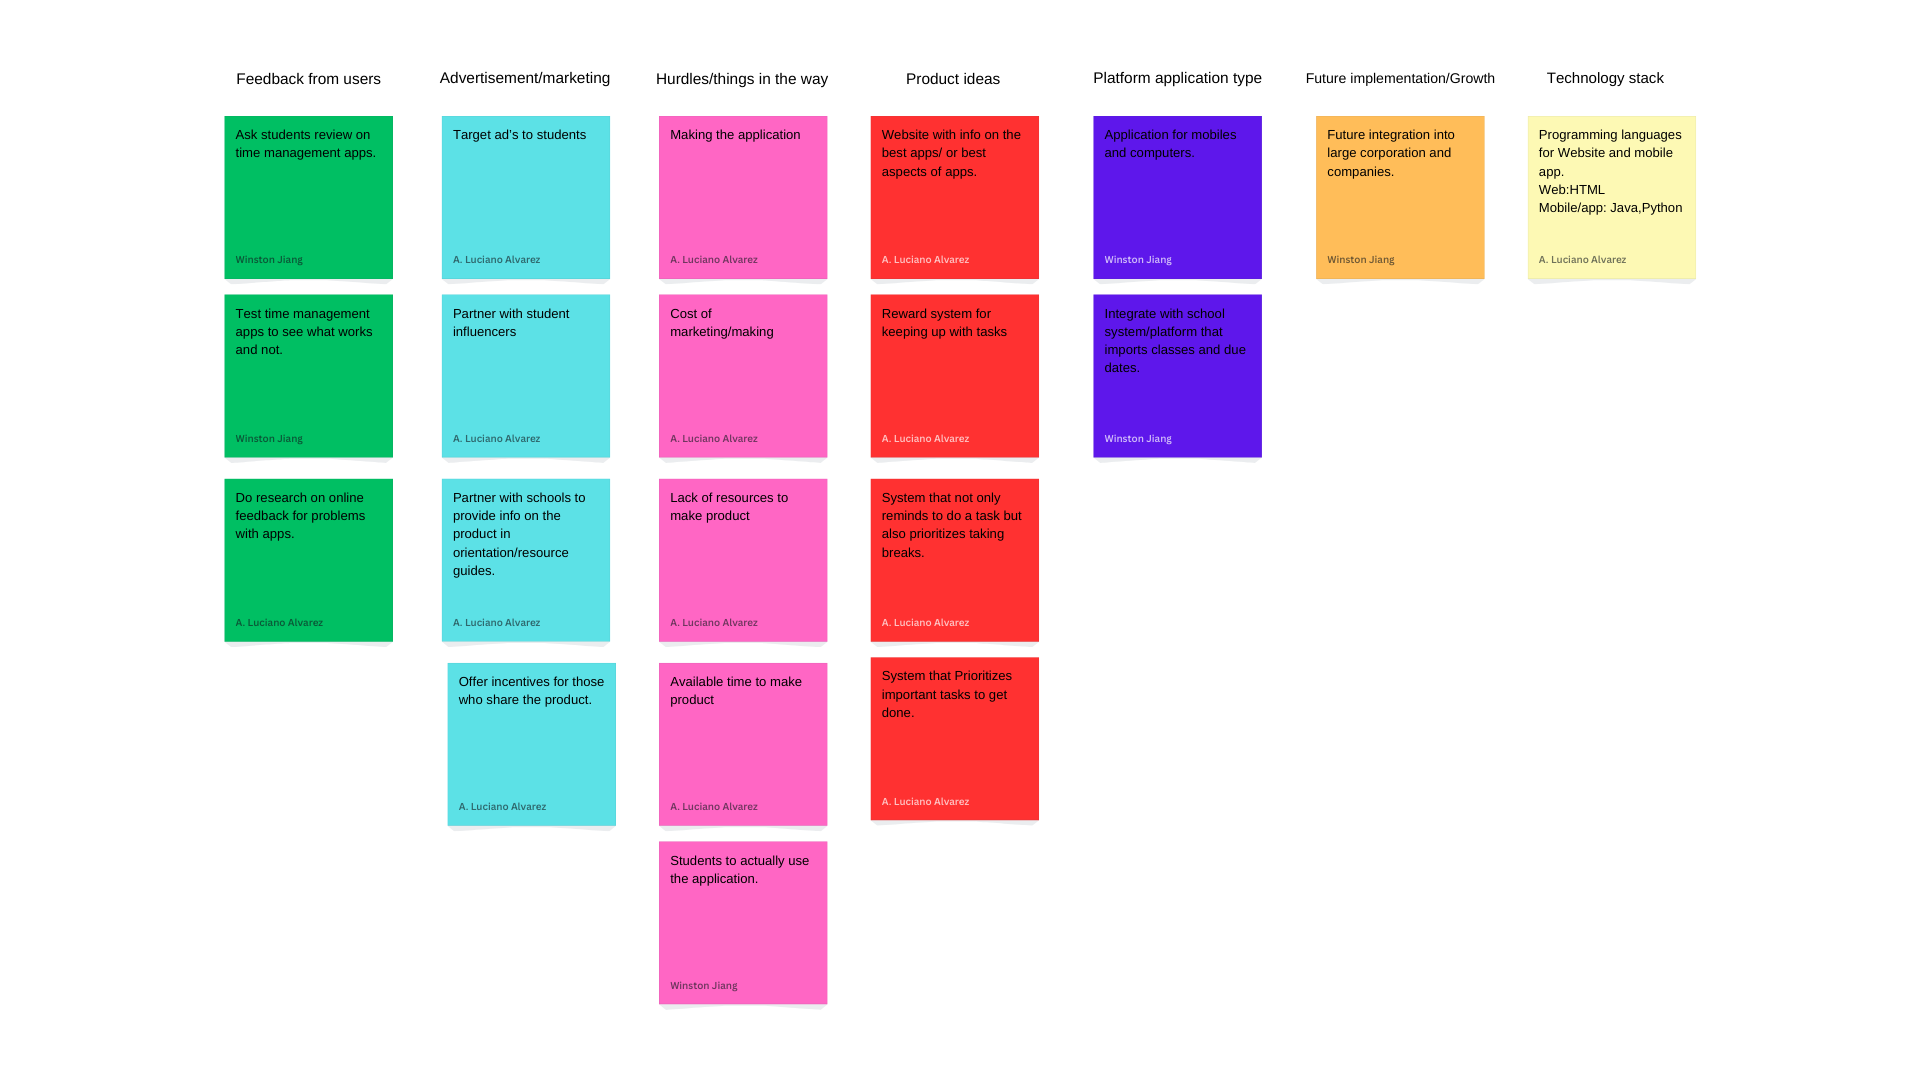 Feedback from users
Ask students review on
time management apps.
Winston Jiang
Test time management
apps to see what works
and not.
Winston Jiang
Do research on online
feedback for problems
with apps.
A. Luciano Alvarez
Advertisement/marketing
Target ad's to students
A. Luciano Alvarez
Partner with student
influencers
A. Luciano Alvarez
Partner with schools to
provide info on the
product in
orientation/resource
guides.
A. Luciano Alvarez
Offer incentives for those
who share the product.
A. Luciano Alvarez
Hurdles/things in the way
Making the application
A. Luciano Alvarez
Cost of
marketing/making
A. Luciano Alvarez
Lack of resources to
make product
A. Luciano Alvarez
Available time to make
product
A. Luciano Alvarez
Students to actually use
the application.
Winston Jiang
Product ideas
Website with info on the
best apps/ or best
aspects of apps.
A. Luciano Alvarez
Reward system for
keeping up with tasks
A. Luciano Alvarez
System that not only
reminds to do a task but
also prioritizes taking
breaks.
A. Luciano Alvarez
System that Prioritizes
important tasks to get
done.
A. Luciano Alvarez
Platform application type
Application for mobiles
and computers.
Winston Jiang
Integrate with school
system/platform that
imports classes and due
dates.
Winston Jiang
Future implementation/Growth
Future integration into
large corporation and
companies.
Winston Jiang
Technology stack
Programming languages
for Website and mobile
app.
Web:HTML
Mobile/app: Java,Python
A. Luciano Alvarez